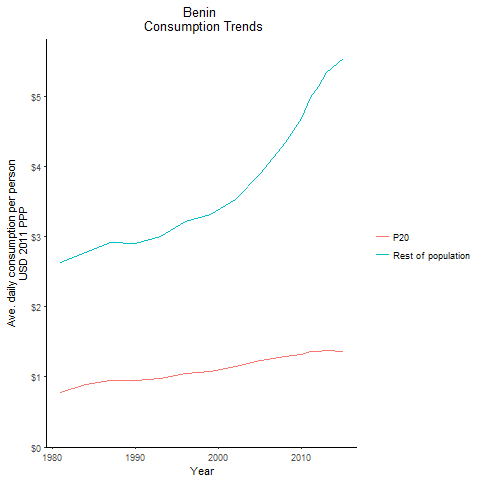 Benin
Consumption Trends
Ave. daily consumption per person
USD 2011 PPP
$5
$4
$3
$2
$1
$0
1980
1990
2000
2010
Year
P20
Rest of population